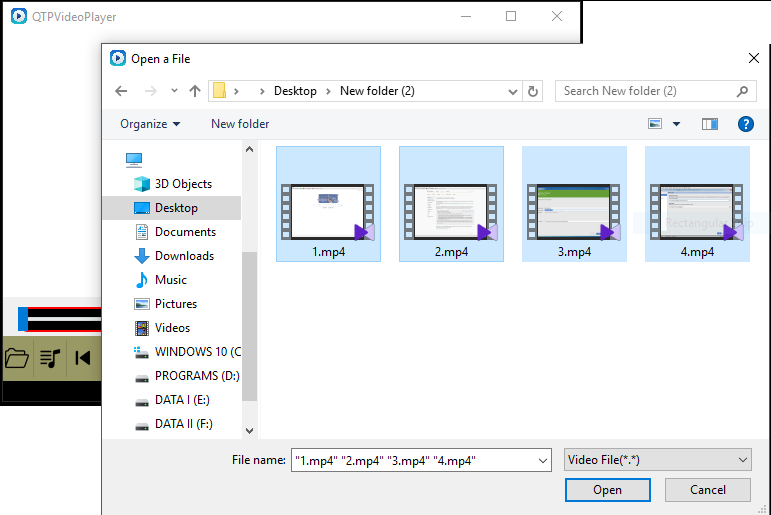 QTPVideoPlayer
Open a File
Desktop
New folder (2)
Search New folder (2)
Organize
New folder
3D Objects
Desktop
Documents
Downloads
Music
Pictures
Videos
WINDOWS 10 (C
PROGRAMS (D:)
DATA I (E:)
DATA II (F:)
1.mp4
2.mp4
3.mp4
4.mp4
File name:
"1.mp4" "2.mp4" "3.mp4" "4.mp4"
Video File(*.*)
Open
Cancel